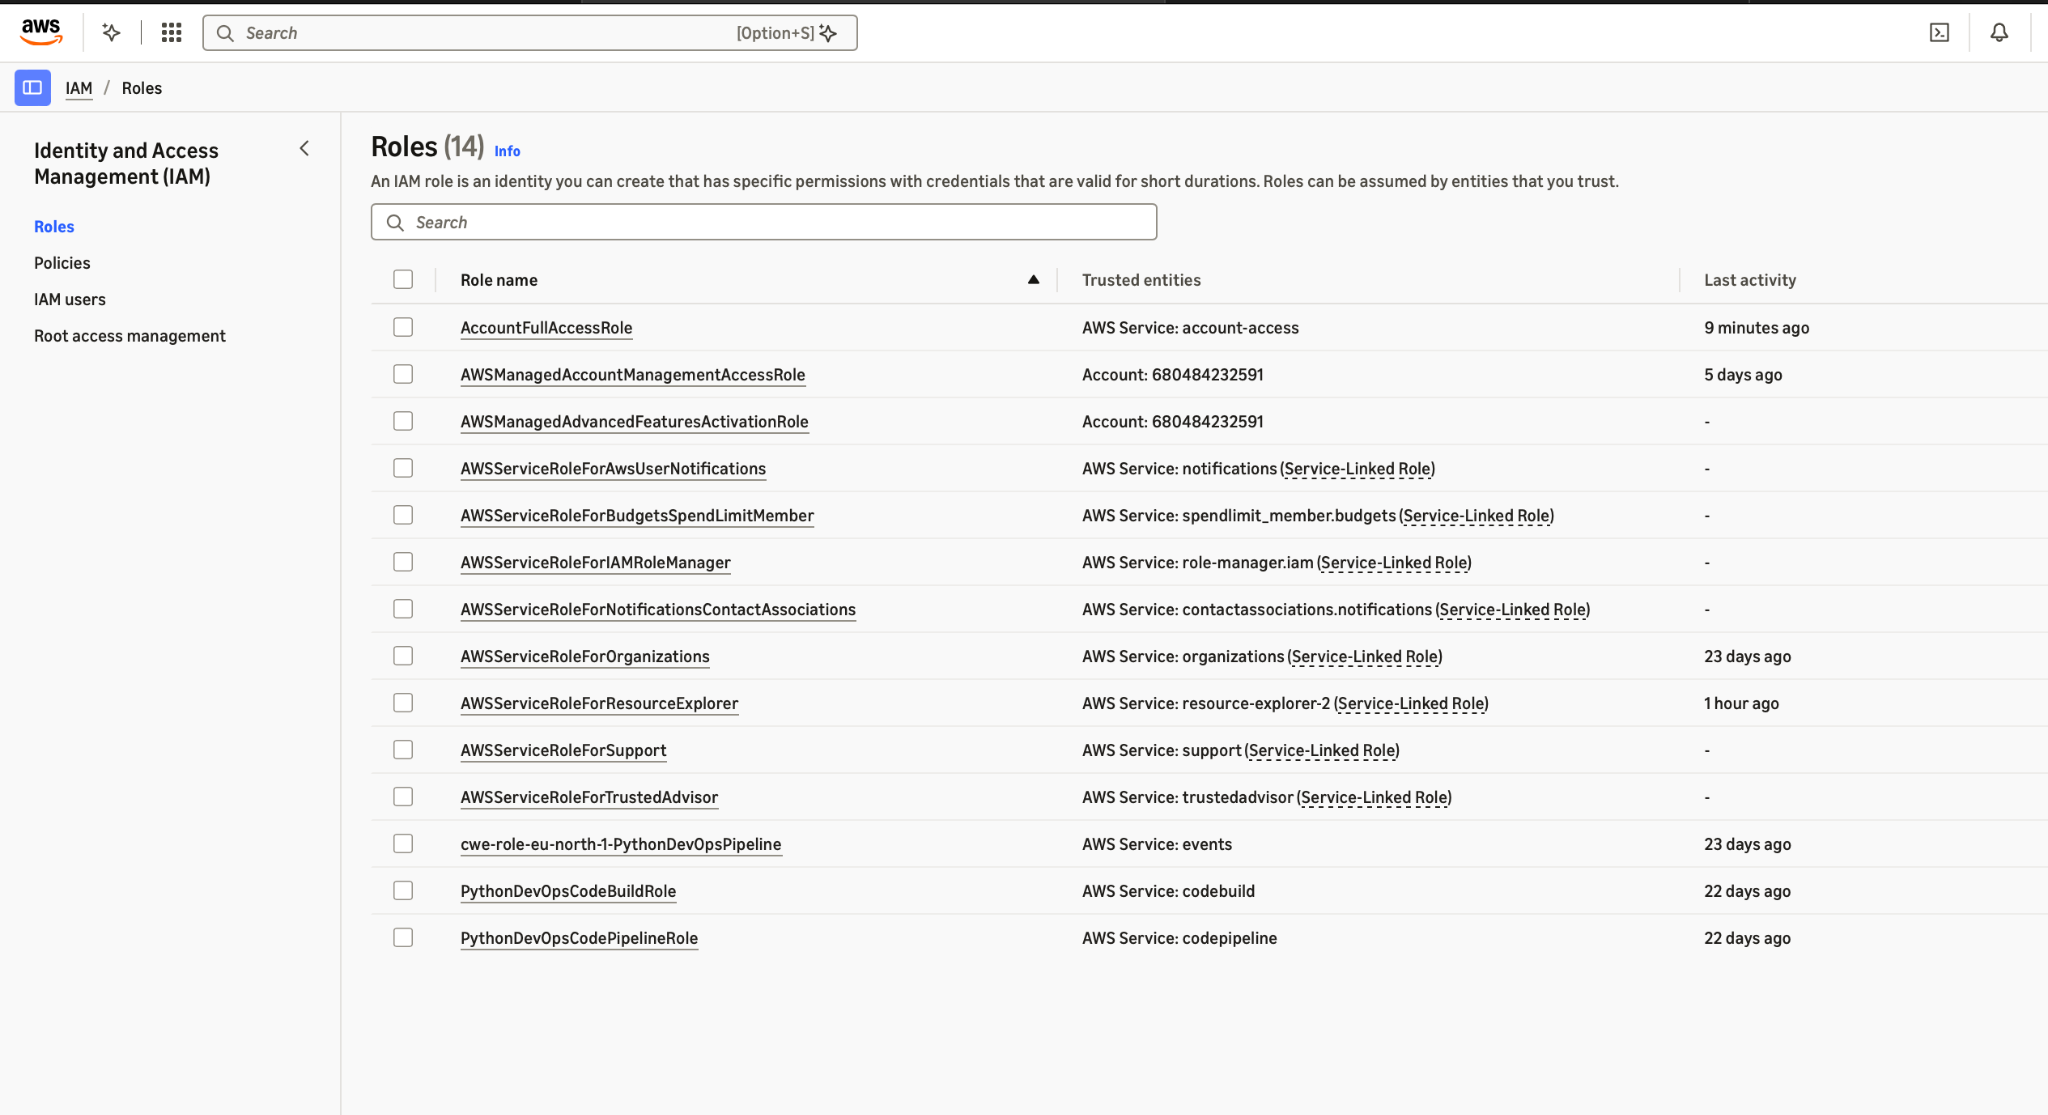 aws
Search [Option+S]
IAM / Roles
Identity and Access
Management (IAM)
Roles
Policies
IAM users
Root access management
Roles (14) Info
An IAM role is an identity you can create that has specific permissions with credentials that are valid for short durations. Roles can be assumed by entities that you trust.
Search
Role name Trusted entities Last activity
AccountFullAccessRole AWS Service: account-access 9 minutes ago
AWSManagedAccountManagementAccessRole Account: 680484232591 5 days ago
AWSManagedAdvancedFeaturesActivationRole Account: 680484232591 -
AWSServiceRoleForAwsUserNotifications AWS Service: notifications (Service-Linked Role) -
AWSServiceRoleForBudgetsSpendLimitMember AWS Service: spendlimit_member.budgets (Service-Linked Role) -
AWSServiceRoleForIAMRoleManager AWS Service: role-manager.iam (Service-Linked Role) -
AWSServiceRoleForNotificationsContactAssociations AWS Service: contactassociations.notifications (Service-Linked Role) -
AWSServiceRoleForOrganizations AWS Service: organizations (Service-Linked Role) 23 days ago
AWSServiceRoleForResourceExplorer AWS Service: resource-explorer-2 (Service-Linked Role) 1 hour ago
AWSServiceRoleForSupport AWS Service: support (Service-Linked Role) -
AWSServiceRoleForTrustedAdvisor AWS Service: trustedadvisor (Service-Linked Role) -
cwe-role-eu-north-1-PythonDevOpsPipeline AWS Service: events 23 days ago
PythonDevOpsCodeBuildRole AWS Service: codebuild 22 days ago
PythonDevOpsCodePipelineRole AWS Service: codepipeline 22 days ago